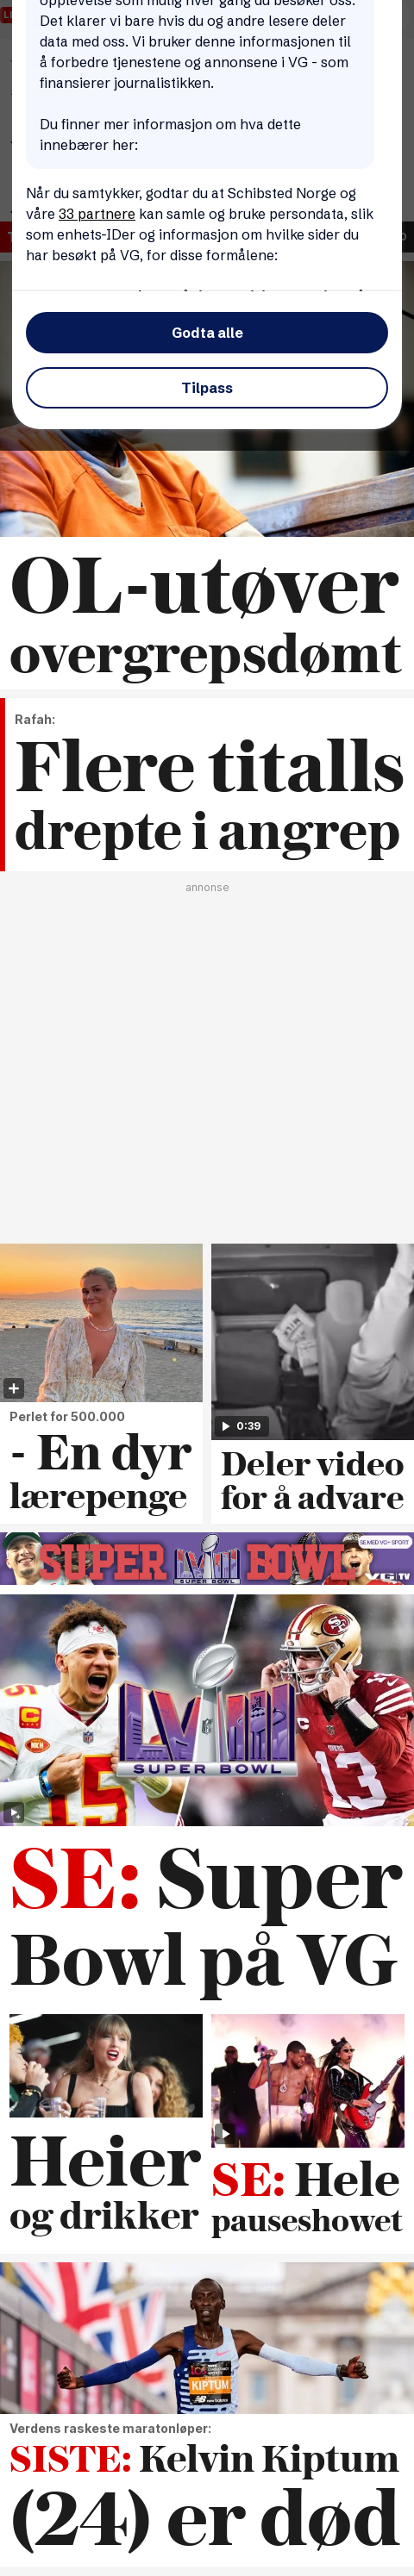 opplevelse som mulig hver gang du besøker oss.
Det klarer vi bare hvis du og andre lesere deler
data med oss. Vi bruker denne informasjonen til
å forbedre tjenestene og annonsene i VG - som
finansierer journalistikken.
Du finner mer informasjon om hva dette
innebærer her:
Når du samtykker, godtar du at Schibsted Norge og
våre 33 partnere kan samle og bruke persondata, slik
som enhets-IDer og informasjon om hvilke sider du
har besøkt på VG, for disse formålene:
Godta alle
Tilpass
OL-utøver
overgrepsdømt
Rafah:
Flere titalls
drepte i angrep
annonse
Perlet for 500.000
- En dyr
lærepenge
0:39
Deler video
for å advare
SUPER LVIII BOWL
SUPER BOWL
SE MED VG+ SPORT
VGTV
LVIII
SUPER BOWL
15
13
SE: Super
Bowl på VG
Heier
og drikker
SE: Hele
pauseshowet
KIPTUM
Verdens raskeste maratonløper:
SISTE: Kelvin Kiptum
(24) er død